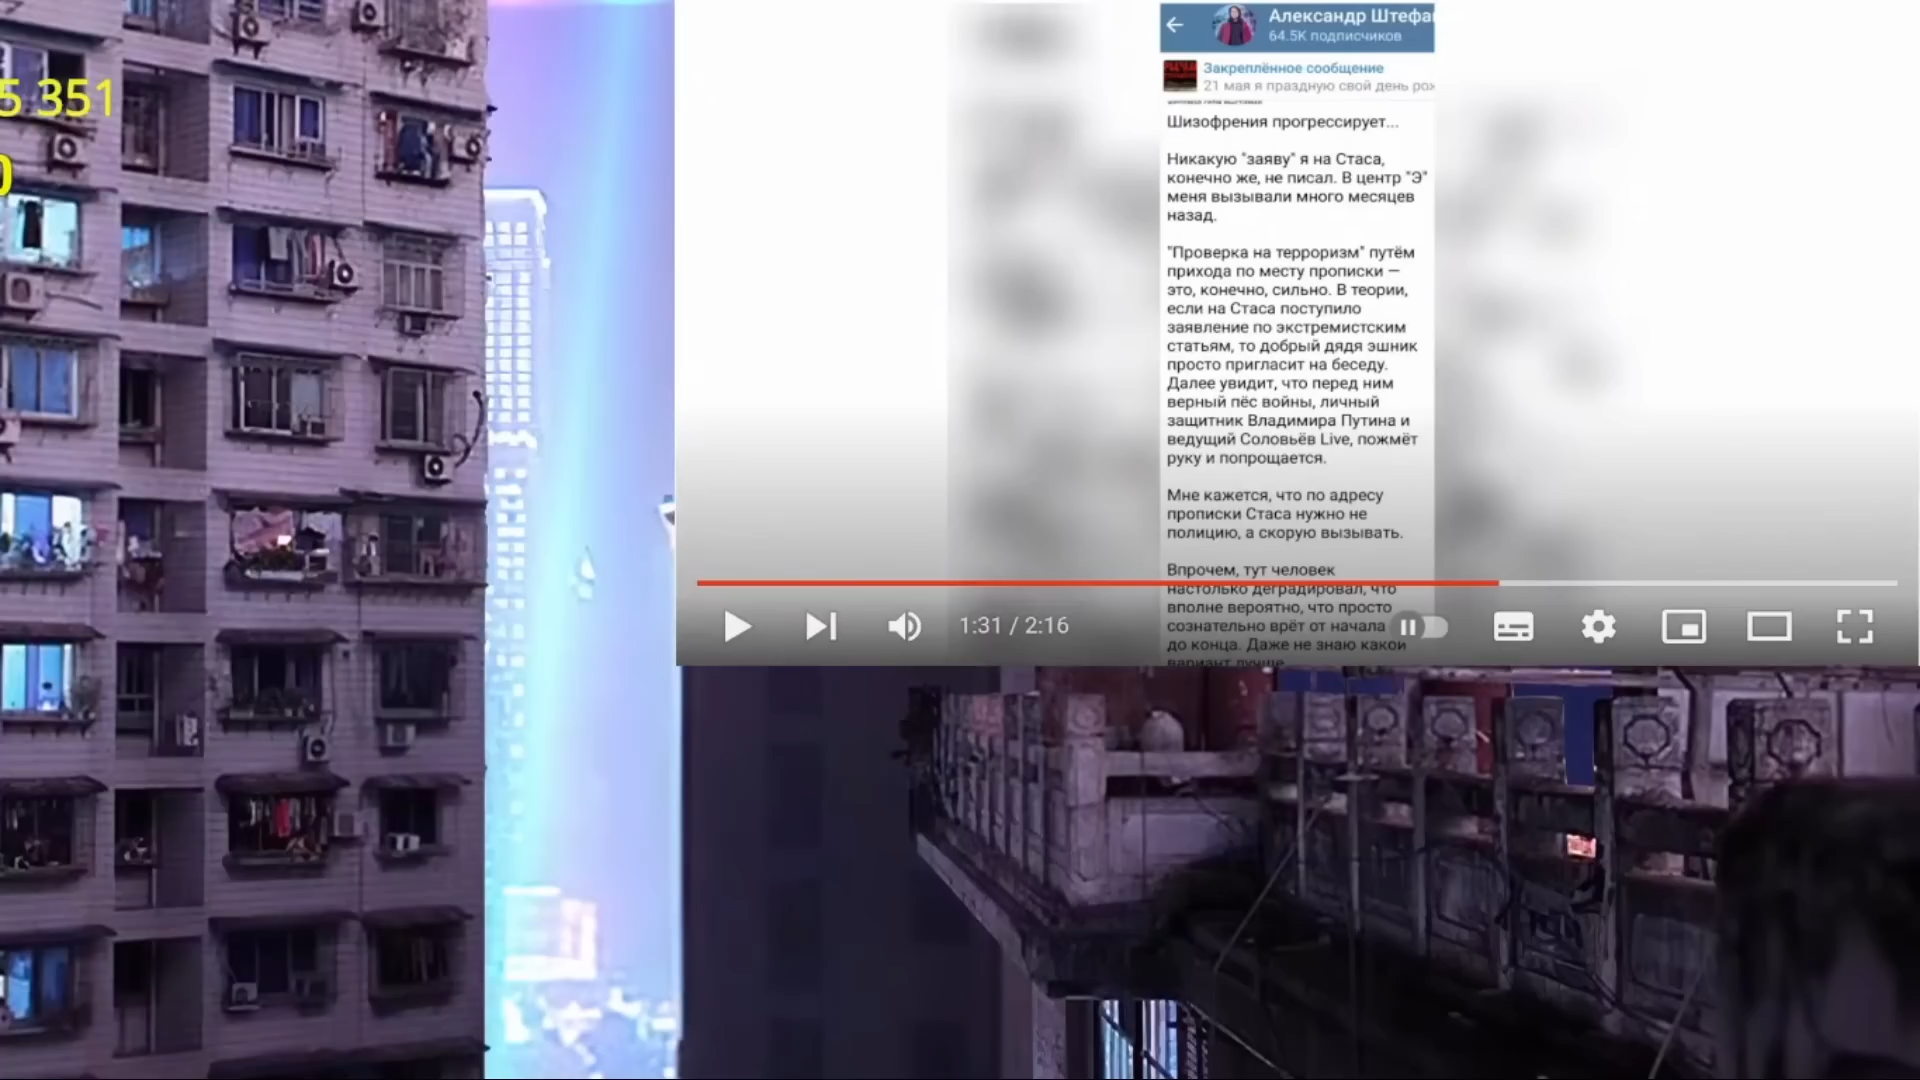 5 351
0
Александр Штефа
64.5K подписчиков
Закреплённое сообщение
21 мая я праздную свой день рож
Шизофрения прогрессирует...
Никакую "заяву" я на Стаса,
конечно же, не писал. В центр "Э"
меня вызывали много месяцев
назад.
"Проверка на терроризм" путём
прихода по месту прописки —
это, конечно, сильно. В теории,
если на Стаса поступило
заявление по экстремистским
статьям, то добрый дядя эшник
просто пригласит на беседу.
Далее увидит, что перед ним
верный пёс войны, личный
защитник Владимира Путина и
ведущий Соловьёв Live, пожмёт
руку и попрощается.
Мне кажется, что по адресу
прописки Стаса нужно не
полицию, а скорую вызывать.
Впрочем, тут человек
настолько деградировал, что
вполне вероятно, что просто
сознательно врёт от начала
до конца. Даже не знаю какой
вариант лучше
1:31 / 2:16